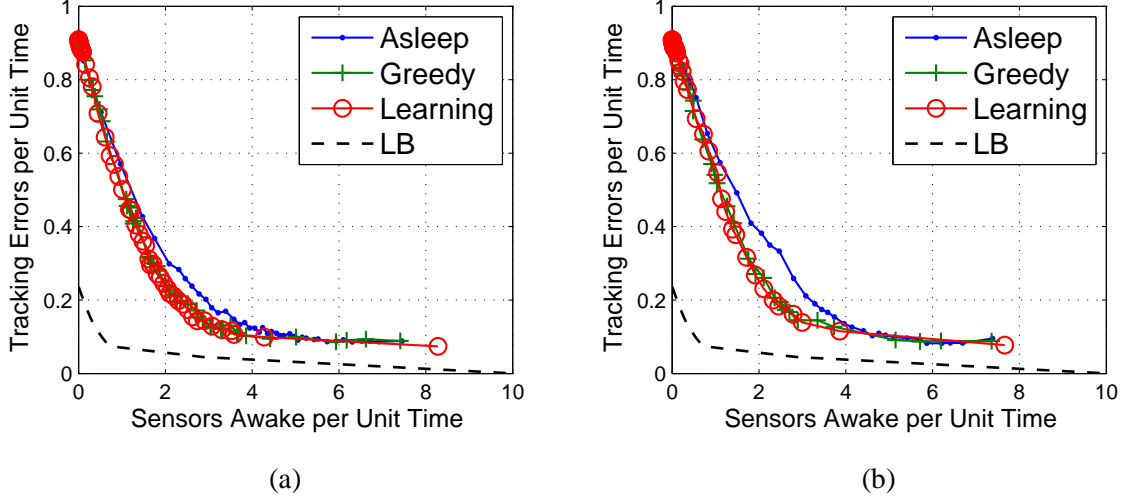 Tracking Errors per Unit Time
1
0.8
0.6
0.4
0.2
0
0 2 4 6 8 10
Sensors Awake per Unit Time
Asleep
Greedy
Learning
LB
(a)
Tracking Errors per Unit Time
1
0.8
0.6
0.4
0.2
0
0 2 4 6 8 10
Sensors Awake per Unit Time
Asleep
Greedy
Learning
LB
(b)